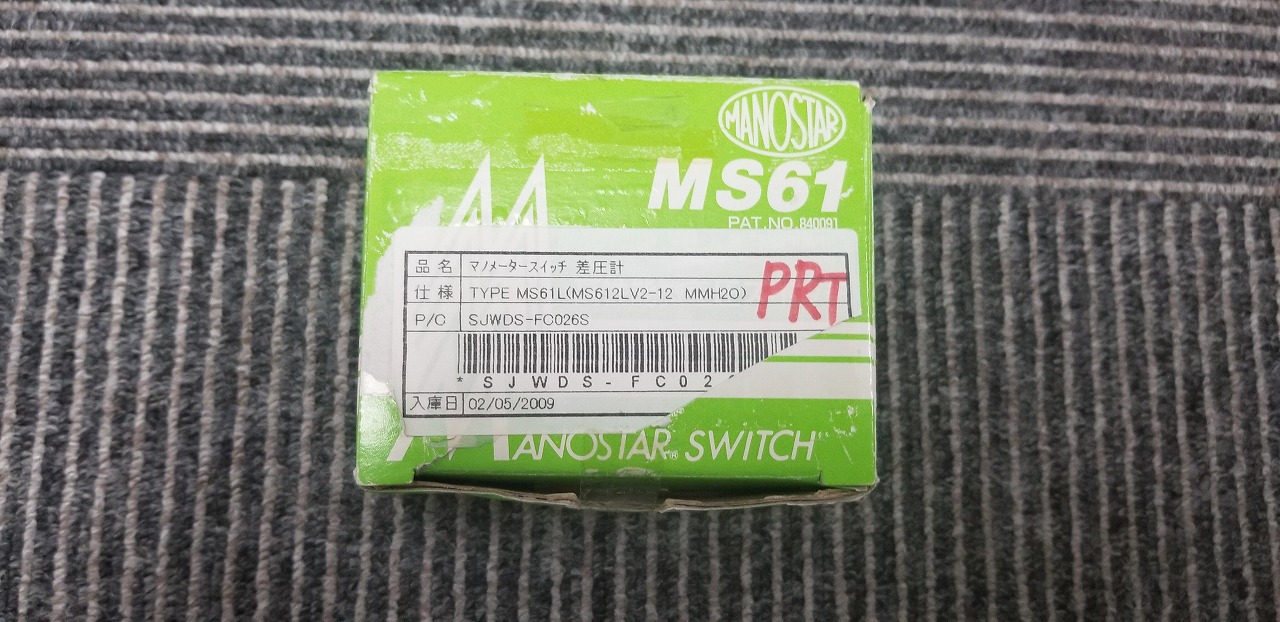 MANOSTAR
MS61
PAT.NO.840091
品名 マノメータースイッチ 差圧計
仕様 TYPE MS61L(MS612LV2-12 MMH2O)
PRT
P/C SJWDS-FC026S
*SJWDS-FC02
入庫日 02/05/2009
MANOSTAR® SWITCH